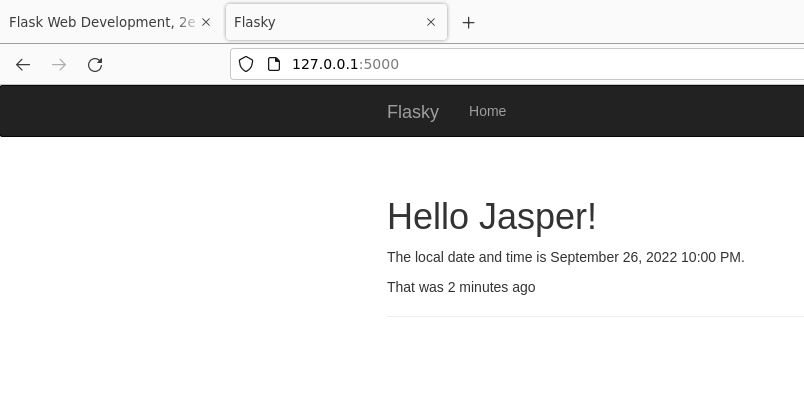 Flask Web Development, 2e
Flasky
127.0.0.1:5000
Flasky Home
Hello Jasper!
The local date and time is September 26, 2022 10:00 PM.
That was 2 minutes ago